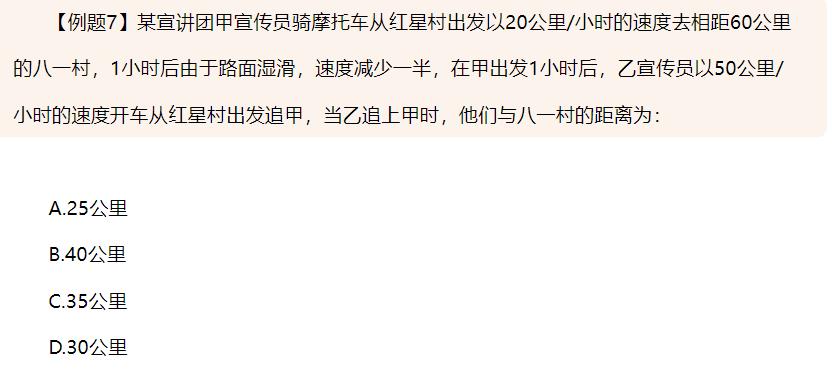 【例题7】某宣讲团甲宣传员骑摩托车从红星村出发以20公里/小时的速度去相距60公里
的八一村，1小时后由于路面湿滑，速度减少一半，在甲出发1小时后，乙宣传员以50公里/
小时的速度开车从红星村出发追甲，当乙追上甲时，他们与八一村的距离为：
A.25公里
B.40公里
C.35公里
D.30公里